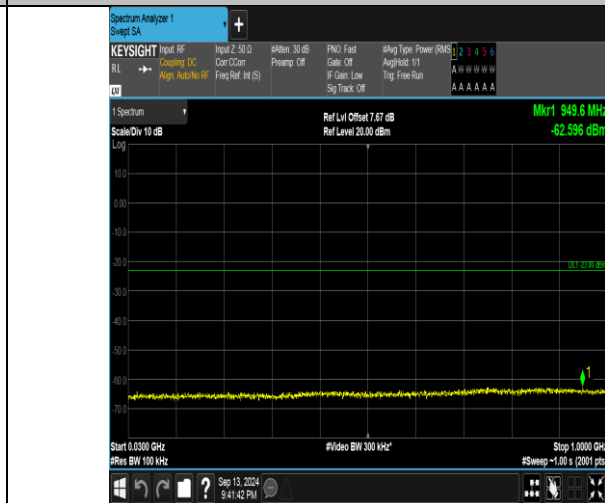 Spectrum Analyzer 1
Swept SA
+
KEYSIGHT
RL
Input: RF
Coupling: DC
Align: Auto/No RF
Input Z: 50 Ω
Corr CCorr
Freq Ref: Int (S)
#Atten: 30 dB
Preamp: Off
PNO: Fast
Gate: Off
IF Gain: Low
Sig Track: Off
#Avg Type: Power (RMS
Avg|Hold: 1/1
Trig: Free Run
1 2 3 4 5 6
A W W W W W
A A A A A A
1 Spectrum
Scale/Div 10 dB
Ref Lvl Offset 7.67 dB
Ref Level 20.00 dBm
Mkr1 949.6 MHz
-62.596 dBm
Log
10.0
0.00
-10.0
-20.0
DL1 -23.00 dBm
-30.0
-40.0
-50.0
-60.0
1
-70.0
Start 0.0300 GHz
#Res BW 100 kHz
#Video BW 300 kHz*
Stop 1.0000 GHz
#Sweep ~1.00 s (2001 pts
?
Sep 13, 2024
9:41:42 PM